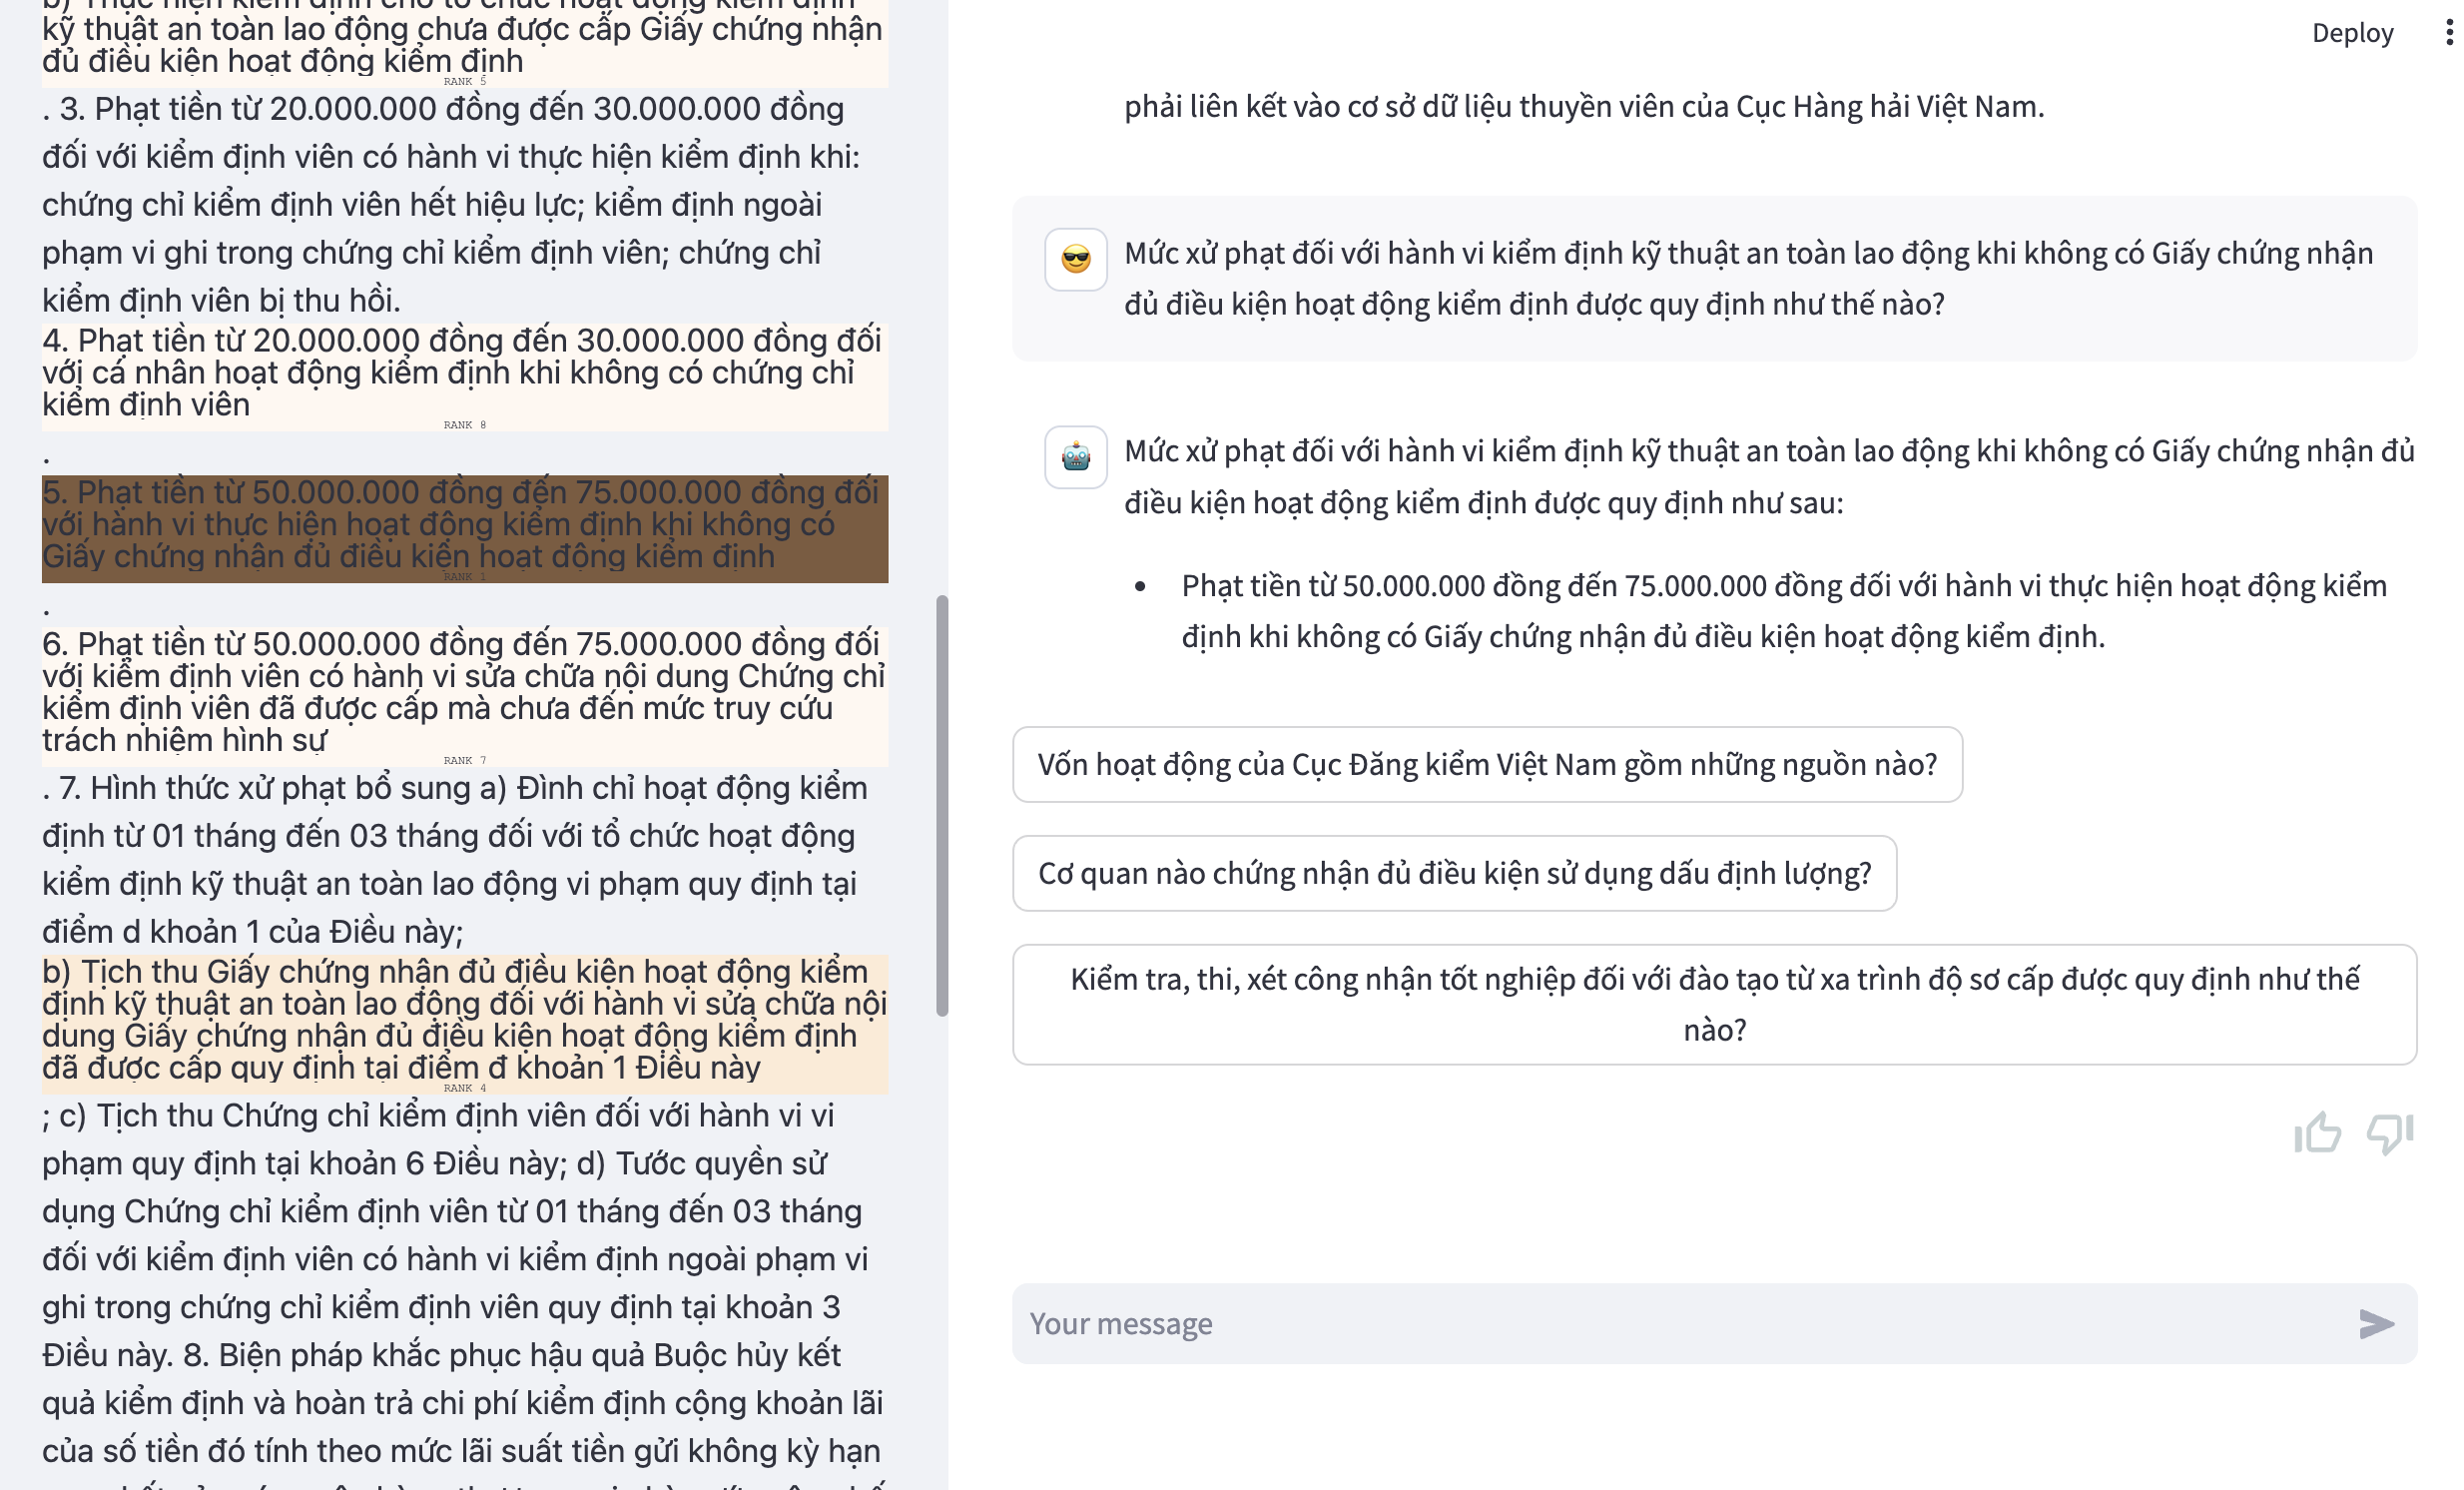 b) Thực hiện kiểm định cho tổ chức hoạt động kiểm định
kỹ thuật an toàn lao động chưa được cấp Giấy chứng nhận
đủ điều kiện hoạt động kiểm định
RANK 5
. 3. Phạt tiền từ 20.000.000 đồng đến 30.000.000 đồng
đối với kiểm định viên có hành vi thực hiện kiểm định khi:
chứng chỉ kiểm định viên hết hiệu lực; kiểm định ngoài
phạm vi ghi trong chứng chỉ kiểm định viên; chứng chỉ
kiểm định viên bị thu hồi.
4. Phạt tiền từ 20.000.000 đồng đến 30.000.000 đồng đối
với cá nhân hoạt động kiểm định khi không có chứng chỉ
kiểm định viên
RANK 8
.
5. Phạt tiền từ 50.000.000 đồng đến 75.000.000 đồng đối
với hành vi thực hiện hoạt động kiểm định khi không có
Giấy chứng nhận đủ điều kiện hoạt động kiểm định
RANK 1
.
6. Phạt tiền từ 50.000.000 đồng đến 75.000.000 đồng đối
với kiểm định viên có hành vi sửa chữa nội dung Chứng chỉ
kiểm định viên đã được cấp mà chưa đến mức truy cứu
trách nhiệm hình sự
RANK 7
. 7. Hình thức xử phạt bổ sung a) Đình chỉ hoạt động kiểm
định từ 01 tháng đến 03 tháng đối với tổ chức hoạt động
kiểm định kỹ thuật an toàn lao động vi phạm quy định tại
điểm d khoản 1 của Điều này;
b) Tịch thu Giấy chứng nhận đủ điều kiện hoạt động kiểm
định kỹ thuật an toàn lao động đối với hành vi sửa chữa nội
dung Giấy chứng nhận đủ điều kiện hoạt động kiểm định
đã được cấp quy định tại điểm đ khoản 1 Điều này
RANK 4
; c) Tịch thu Chứng chỉ kiểm định viên đối với hành vi vi
phạm quy định tại khoản 6 Điều này; d) Tước quyền sử
dụng Chứng chỉ kiểm định viên từ 01 tháng đến 03 tháng
đối với kiểm định viên có hành vi kiểm định ngoài phạm vi
ghi trong chứng chỉ kiểm định viên quy định tại khoản 3
Điều này. 8. Biện pháp khắc phục hậu quả Buộc hủy kết
quả kiểm định và hoàn trả chi phí kiểm định cộng khoản lãi
của số tiền đó tính theo mức lãi suất tiền gửi không kỳ hạn
Deploy
phải liên kết vào cơ sở dữ liệu thuyền viên của Cục Hàng hải Việt Nam.
Mức xử phạt đối với hành vi kiểm định kỹ thuật an toàn lao động khi không có Giấy chứng nhận
đủ điều kiện hoạt động kiểm định được quy định như thế nào?
Mức xử phạt đối với hành vi kiểm định kỹ thuật an toàn lao động khi không có Giấy chứng nhận đủ
điều kiện hoạt động kiểm định được quy định như sau:
• Phạt tiền từ 50.000.000 đồng đến 75.000.000 đồng đối với hành vi thực hiện hoạt động kiểm
định khi không có Giấy chứng nhận đủ điều kiện hoạt động kiểm định.
Vốn hoạt động của Cục Đăng kiểm Việt Nam gồm những nguồn nào?
Cơ quan nào chứng nhận đủ điều kiện sử dụng dấu định lượng?
Kiểm tra, thi, xét công nhận tốt nghiệp đối với đào tạo từ xa trình độ sơ cấp được quy định như thế
nào?
Your message